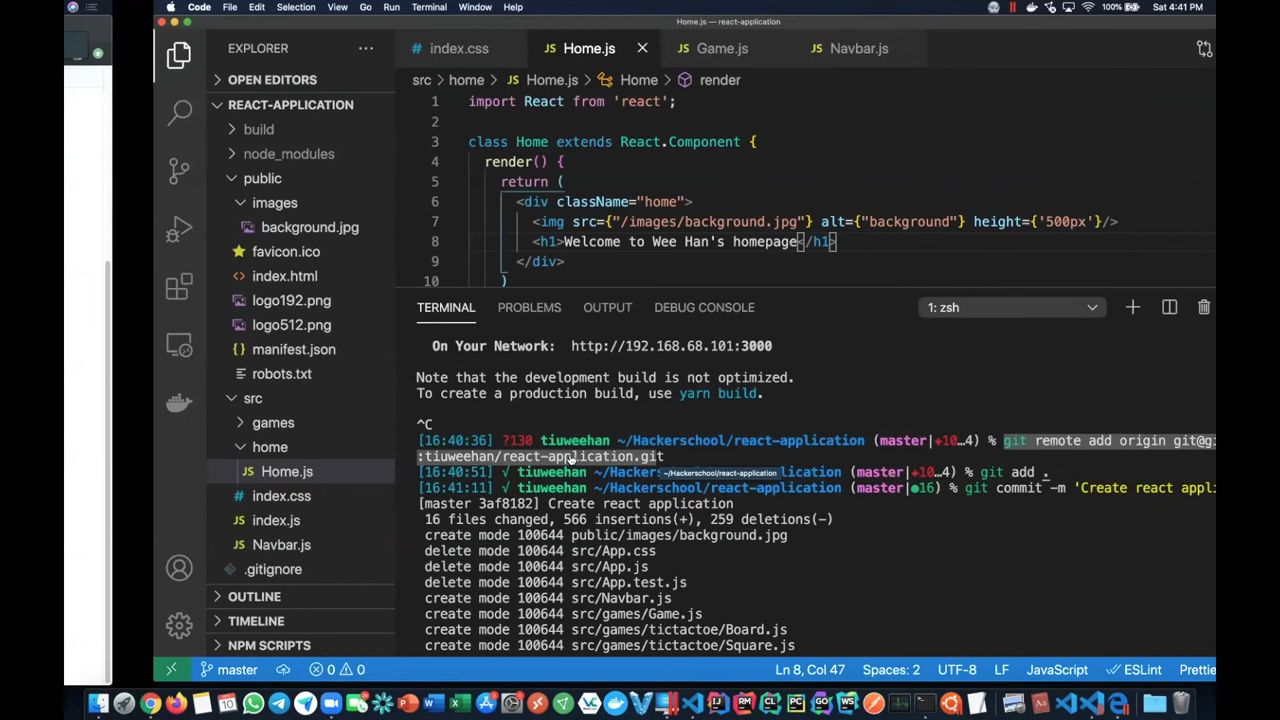 Code File Edit Selection View Go Run Terminal Window Help 100% Sat 4:41 PM
Home.js — react-application
EXPLORER
index.css
JS Home.js
JS Game.js
JS Navbar.js
OPEN EDITORS
REACT-APPLICATION
build
node_modules
public
images
background.jpg
favicon.ico
index.html
logo192.png
logo512.png
manifest.json
robots.txt
src
games
home
JS Home.js
index.css
JS index.js
JS Navbar.js
.gitignore
OUTLINE
TIMELINE
NPM SCRIPTS
src > home > JS Home.js > Home > render
1 import React from 'react';
2
3 class Home extends React.Component {
4 render() {
5 return (
6 <div className="home">
7 <img src={"/images/background.jpg"} alt={"background"} height={'500px'}/>
8 <h1>Welcome to Wee Han's homepage</h1>
9 </div>
10 )
TERMINAL PROBLEMS OUTPUT DEBUG CONSOLE 1: zsh
On Your Network: http://192.168.68.101:3000
Note that the development build is not optimized.
To create a production build, use yarn build.
^C
[16:40:36] ?130 tiuweehan ~/Hackerschool/react-application (master|+10…4) % git remote add origin git@gi
:tiuweehan/react-application.git
[16:40:51] √ tiuweehan ~/Hackers lication (master|+10…4) % git add .
~/Hackerschool/react-application
[16:41:11] √ tiuweehan ~/Hackerschool/react-application (master|●16) % git commit -m 'Create react appl
[master 3af8182] Create react application
16 files changed, 566 insertions(+), 259 deletions(-)
create mode 100644 public/images/background.jpg
delete mode 100644 src/App.css
delete mode 100644 src/App.js
delete mode 100644 src/App.test.js
create mode 100644 src/Navbar.js
create mode 100644 src/games/Game.js
create mode 100644 src/games/tictactoe/Board.js
create mode 100644 src/games/tictactoe/Square.js
master 0 0 Ln 8, Col 47 Spaces: 2 UTF-8 LF JavaScript ESLint Prettie